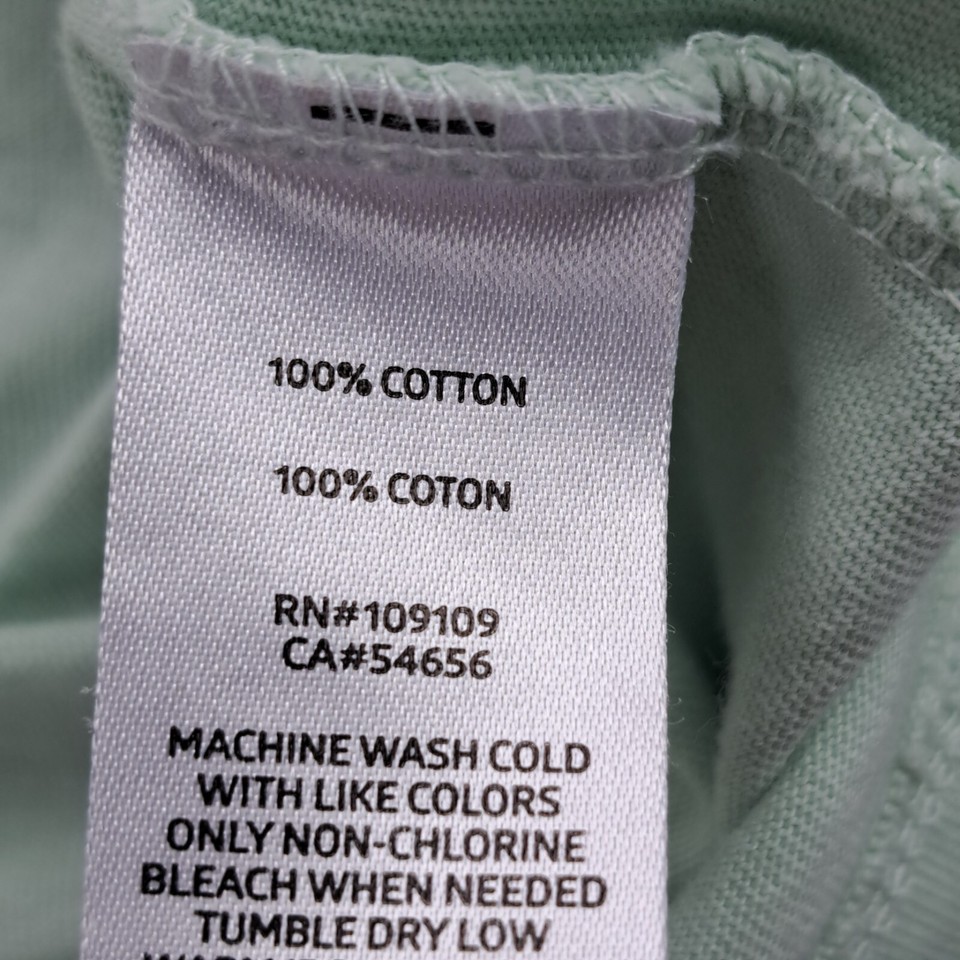 100% COTTON
100% COTON
RN#109109
CA#54656
MACHINE WASH COLD
WITH LIKE COLORS
ONLY NON-CHLORINE
BLEACH WHEN NEEDED
TUMBLE DRY LOW